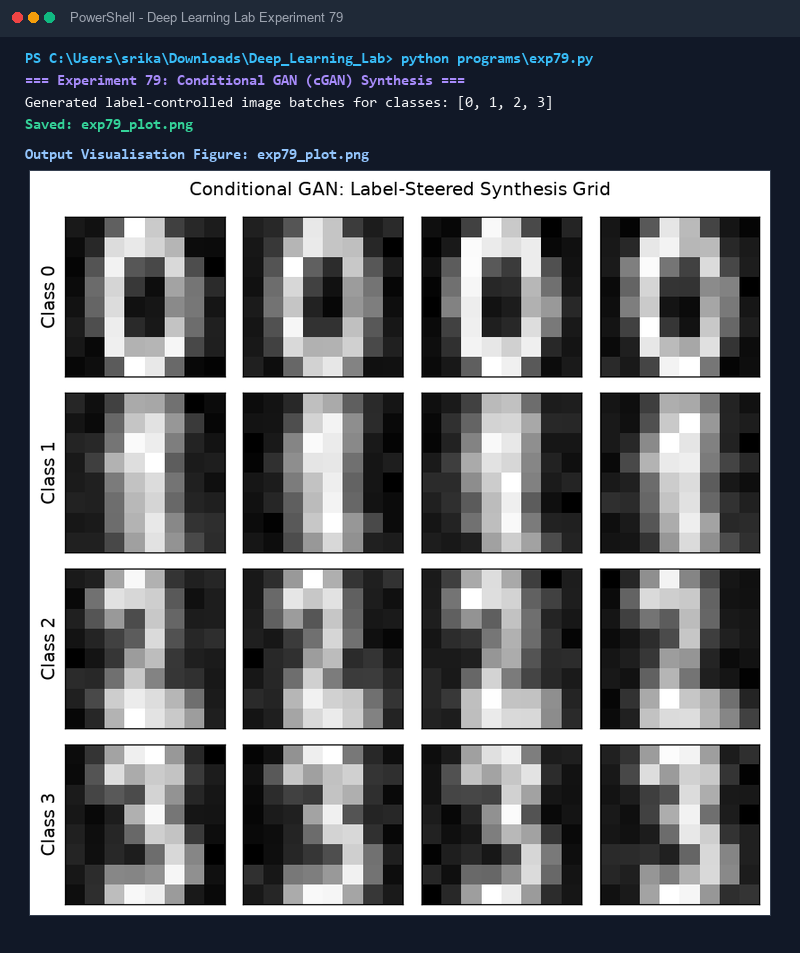 PowerShell - Deep Learning Lab Experiment 79
PS C:\Users\srika\Downloads\Deep_Learning_Lab> python programs\exp79.py
=== Experiment 79: Conditional GAN (cGAN) Synthesis ===
Generated label-controlled image batches for classes: [0, 1, 2, 3]
Saved: exp79_plot.png
Output Visualisation Figure: exp79_plot.png
Conditional GAN: Label-Steered Synthesis Grid
Class 0
Class 1
Class 2
Class 3